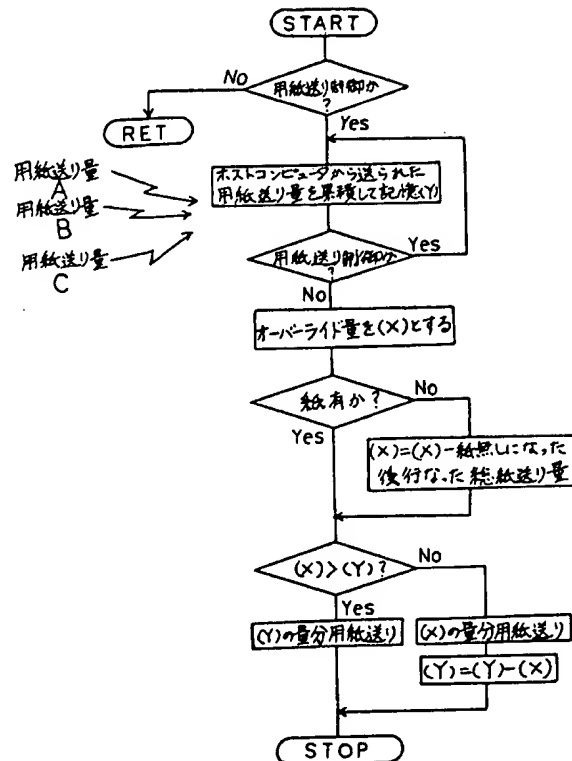 START
No
用紙送り制御か
?
RET
Yes
用紙送り量
A
用紙送り量
B
用紙送り量
C
ホストコンピュータから送られた
用紙送り量を累積して記憶(Y)
用紙送り制御か
?
Yes
No
オーバーライド量を(X)とする
紙有か?
No
Yes
(X)=(X)-紙無しになった
後行なった総紙送り量
(X)>(Y)?
No
Yes
(Y)の量分用紙送り
(X)の量分用紙送り
(Y)=(Y)-(X)
STOP